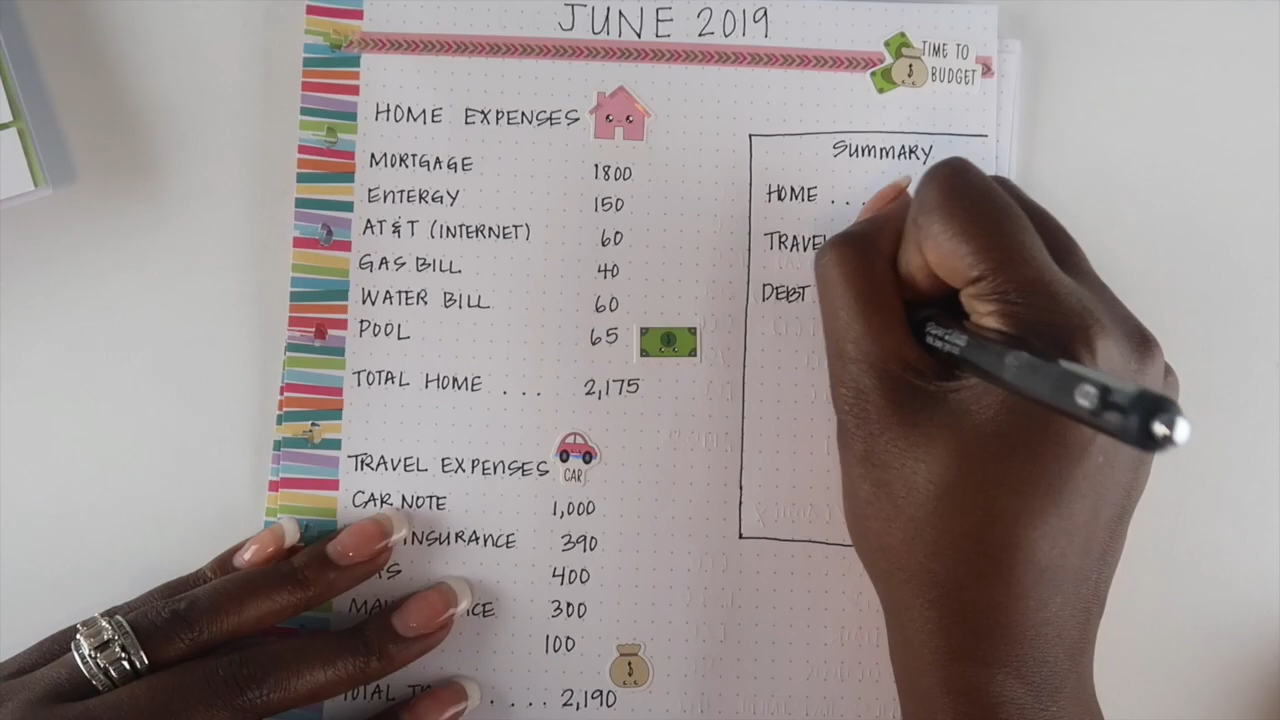 JUNE 2019
TIME TO
BUDGET
HOME EXPENSES
MORTGAGE 1800
ENTERGY 150
AT&T (INTERNET) 60
GAS BILL 40
WATER BILL 60
POOL 65
TOTAL HOME ... 2,175
TRAVEL EXPENSES
CAR
CAR NOTE 1,000
INSURANCE 390
400
300
100
TOTAL .... 2,190
SUMMARY
HOME ...
TRAVEL
DEBT